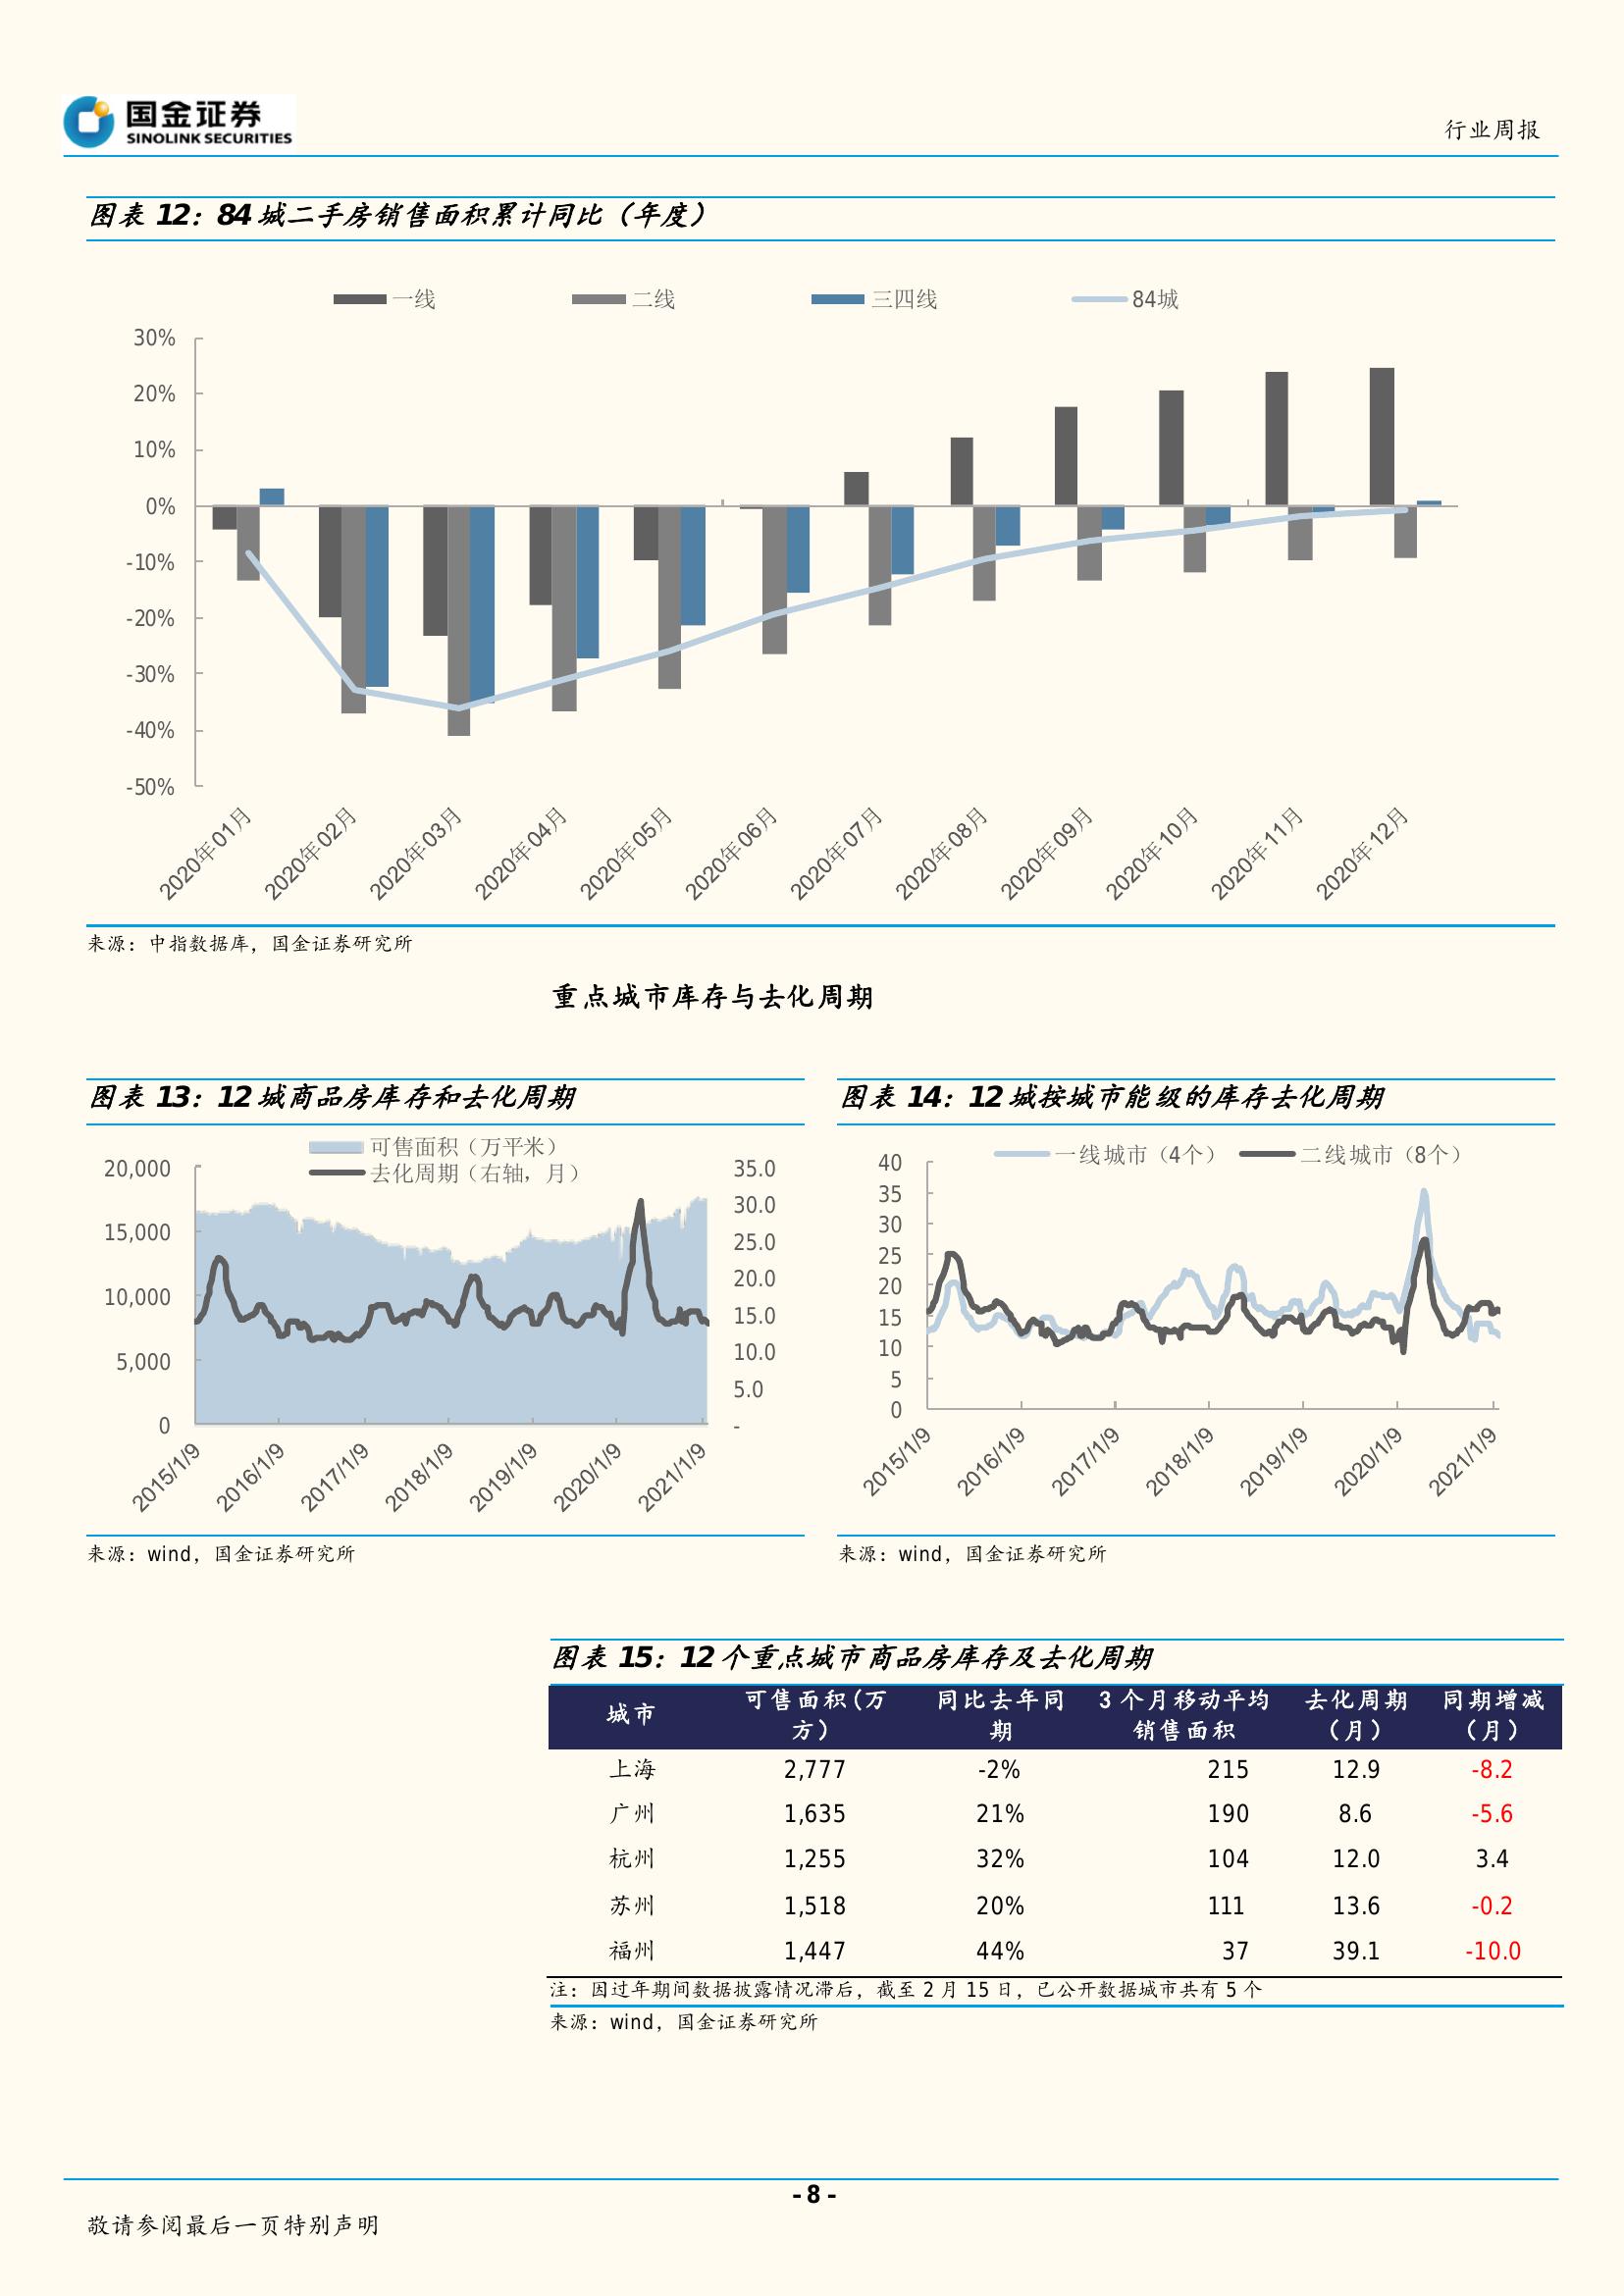 国金证券
SINOLINK SECURITIES
行业周报
图表 12：84 城二手房销售面积累计同比（年度）
一线 二线 三四线 84城
30%
20%
10%
0%
-10%
-20%
-30%
-40%
-50%
2020年01月 2020年02月 2020年03月 2020年04月 2020年05月 2020年06月 2020年07月 2020年08月 2020年09月 2020年10月 2020年11月 2020年12月
来源：中指数据库，国金证券研究所
重点城市库存与去化周期
图表 13：12 城商品房库存和去化周期
可售面积（万平米）
去化周期（右轴，月）
20,000
15,000
10,000
5,000
0
35.0
30.0
25.0
20.0
15.0
10.0
5.0
-
2015/1/9 2016/1/9 2017/1/9 2018/1/9 2019/1/9 2020/1/9 2021/1/9
来源：wind，国金证券研究所
图表 14：12 城按城市能级的库存去化周期
一线城市（4个） 二线城市（8个）
40
35
30
25
20
15
10
5
0
2015/1/9 2016/1/9 2017/1/9 2018/1/9 2019/1/9 2020/1/9 2021/1/9
来源：wind，国金证券研究所
图表 15：12 个重点城市商品房库存及去化周期
城市 可售面积(万方） 同比去年同期 3 个月移动平均销售面积 去化周期（月） 同期增减（月）
上海 2,777 -2% 215 12.9 -8.2
广州 1,635 21% 190 8.6 -5.6
杭州 1,255 32% 104 12.0 3.4
苏州 1,518 20% 111 13.6 -0.2
福州 1,447 44% 37 39.1 -10.0
注：因过年期间数据披露情况滞后，截至 2 月 15 日，已公开数据城市共有 5 个
来源：wind，国金证券研究所
- 8 -
敬请参阅最后一页特别声明